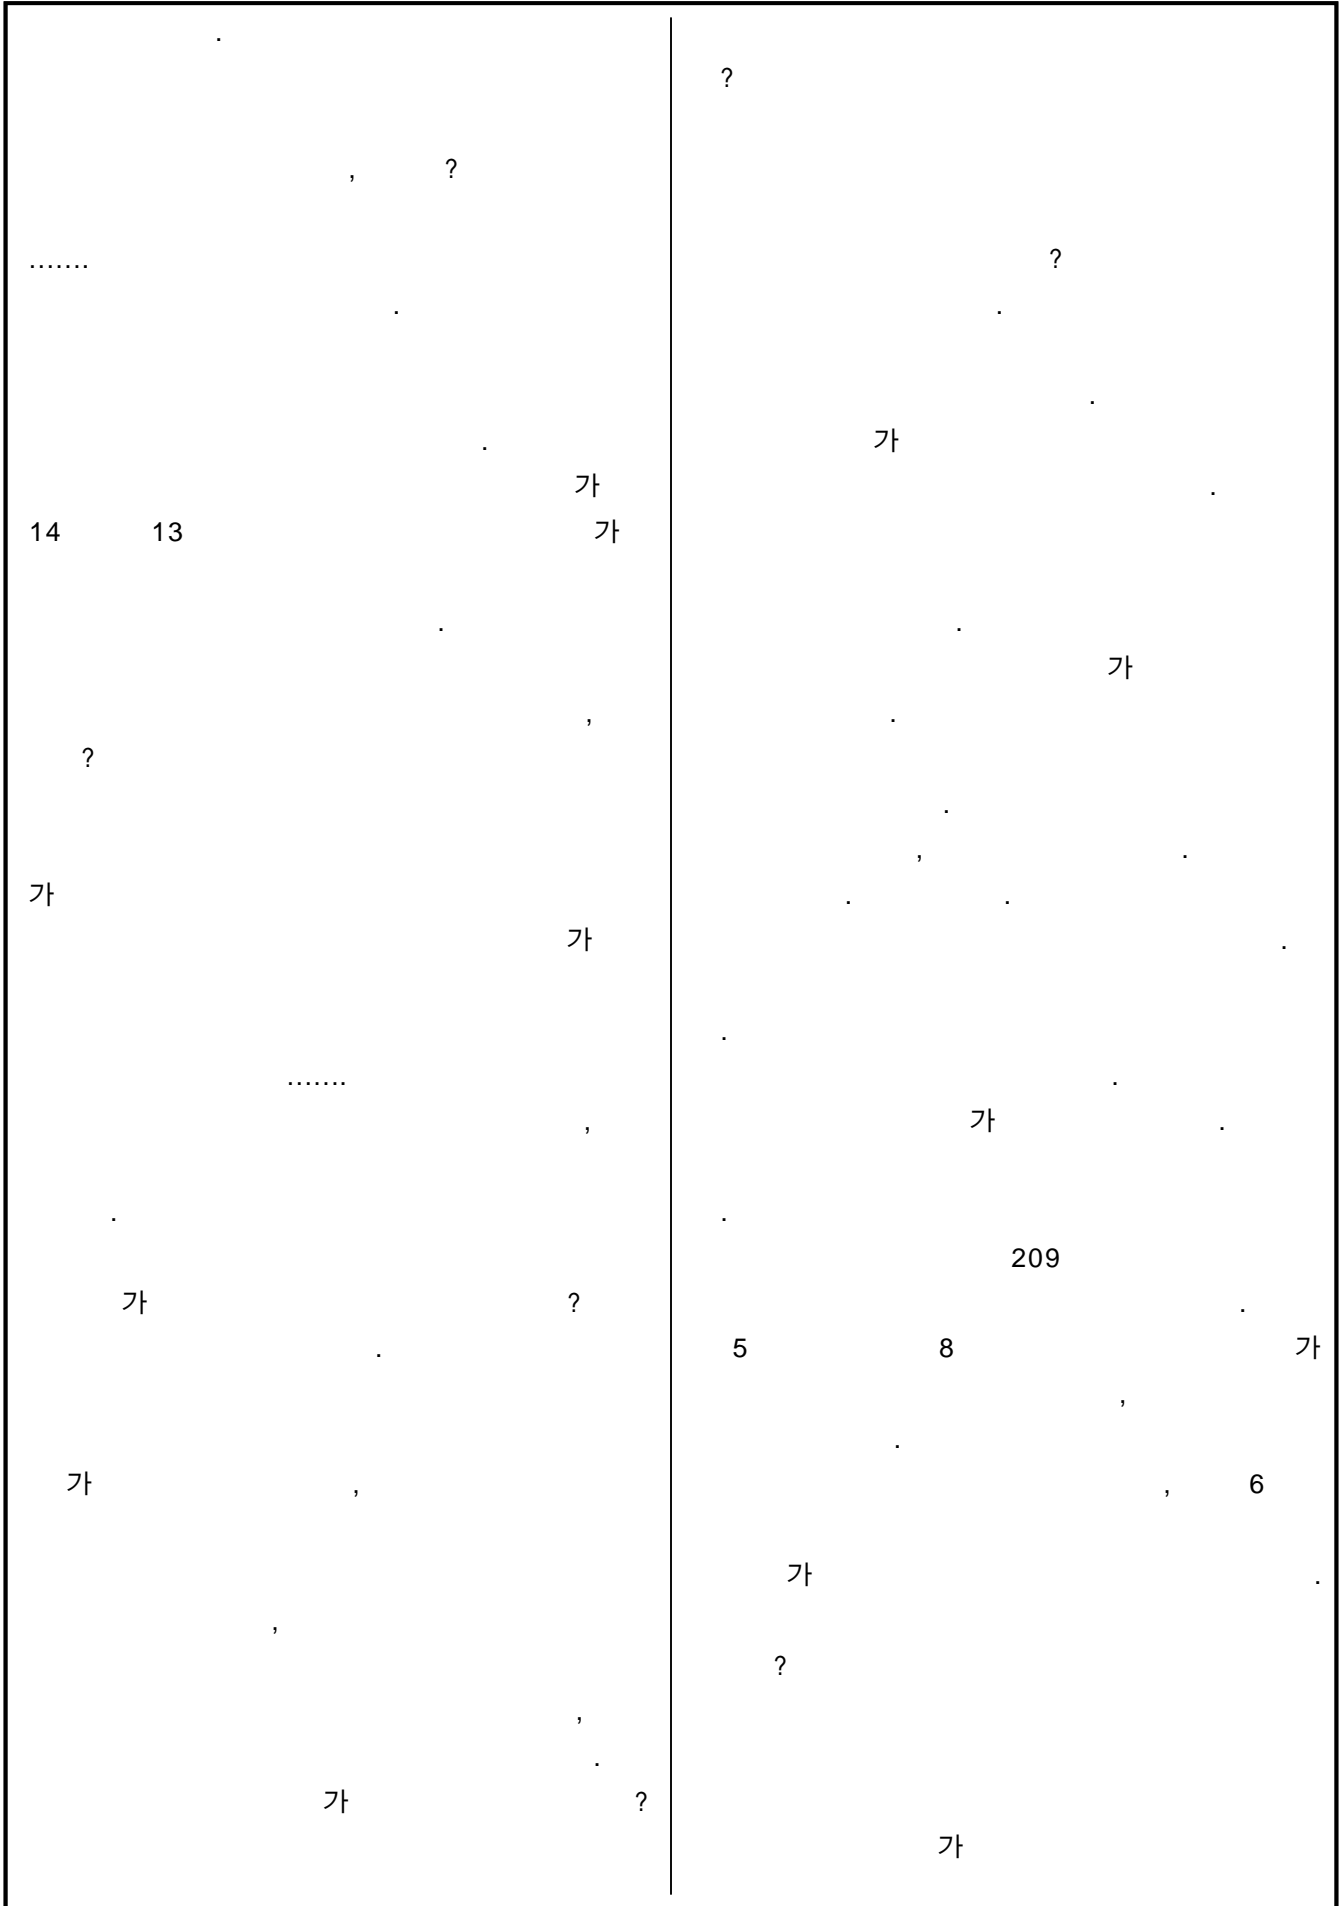 .
, ?
.......
.
.
가
14 13 가
.
,
?
가
가
.......
,
.
가 ?
.
가 ,
,
,
.
가 ?
?
?
.
.
가
.
.
가
.
.
, .
. .
.
.
.
가 .
.
209
.
5 8 가
,
.
, 6
가 .
?
가